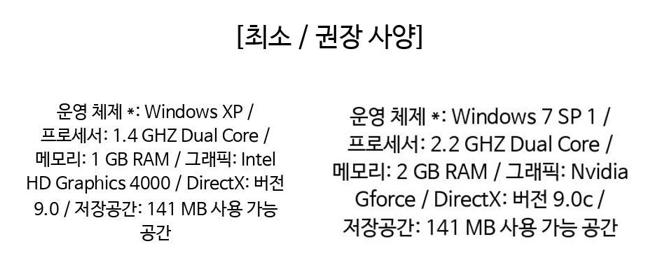 [최소 / 권장 사양]
운영 체제 *: Windows XP /
프로세서: 1.4 GHZ Dual Core /
메모리: 1 GB RAM / 그래픽: Intel
HD Graphics 4000 / DirectX: 버전
9.0 / 저장공간: 141 MB 사용 가능
공간
운영 체제 *: Windows 7 SP 1 /
프로세서: 2.2 GHZ Dual Core /
메모리: 2 GB RAM / 그래픽: Nvidia
Gforce / DirectX: 버전 9.0c /
저장공간: 141 MB 사용 가능 공간